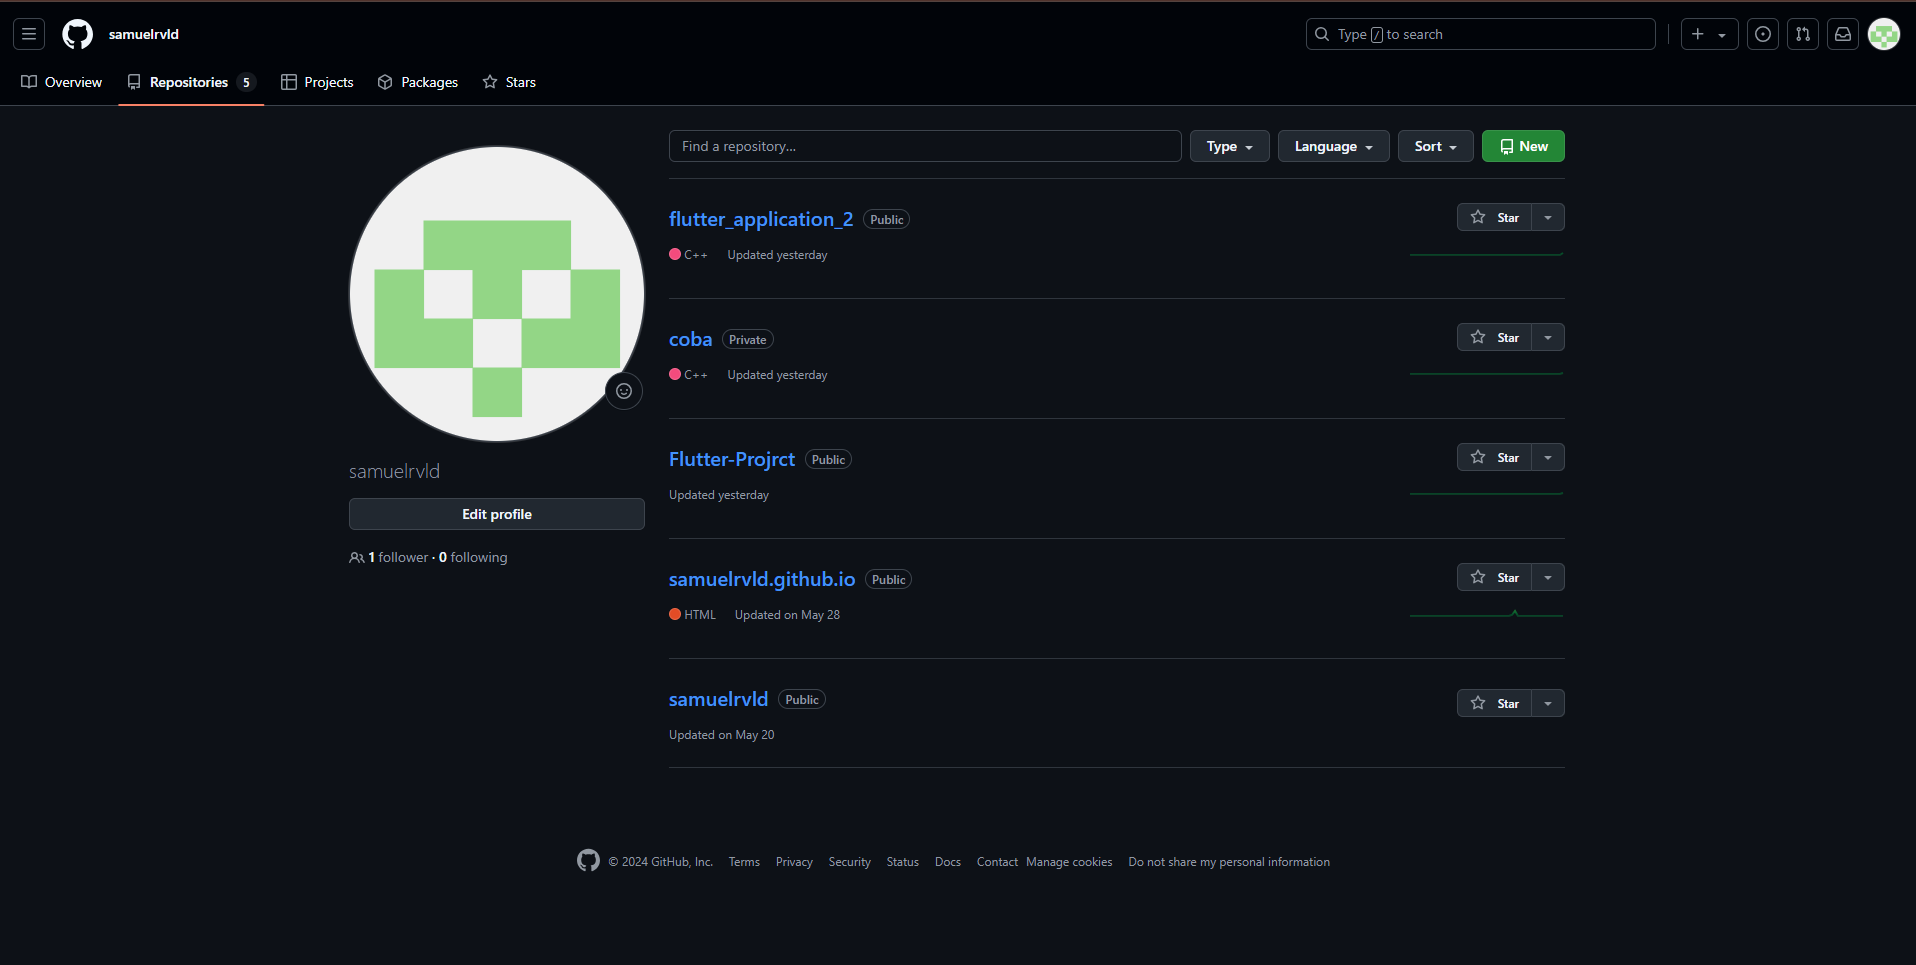 samuelrvld
Type / to search
Overview Repositories 5 Projects Packages Stars
Find a repository...
Type Language Sort New
flutter_application_2 Public
Star
C++ Updated yesterday
coba Private
Star
C++ Updated yesterday
Flutter-Projrct Public
Star
Updated yesterday
samuelrvld
Edit profile
1 follower · 0 following
samuelrvld.github.io Public
Star
HTML Updated on May 28
samuelrvld Public
Star
Updated on May 20
© 2024 GitHub, Inc. Terms Privacy Security Status Docs Contact Manage cookies Do not share my personal information